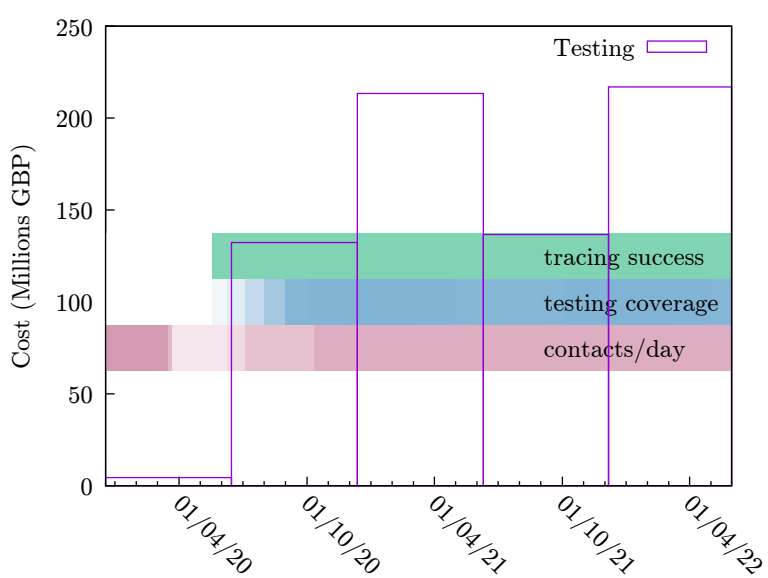 250
200
150
100
50
0
Cost (Millions GBP)
Testing
tracing success
testing coverage
contacts/day
01/04/20
01/10/20
01/04/21
01/10/21
01/04/22